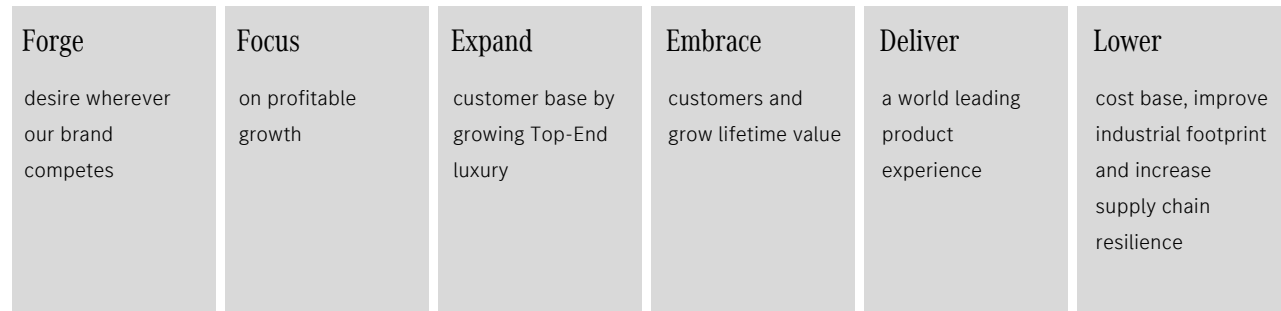 Forge
desire wherever
our brand
competes
Focus
on profitable
growth
Expand
customer base by
growing Top-End
luxury
Embrace
customers and
grow lifetime value
Deliver
a world leading
product
experience
Lower
cost base, improve
industrial footprint
and increase
supply chain
resilience